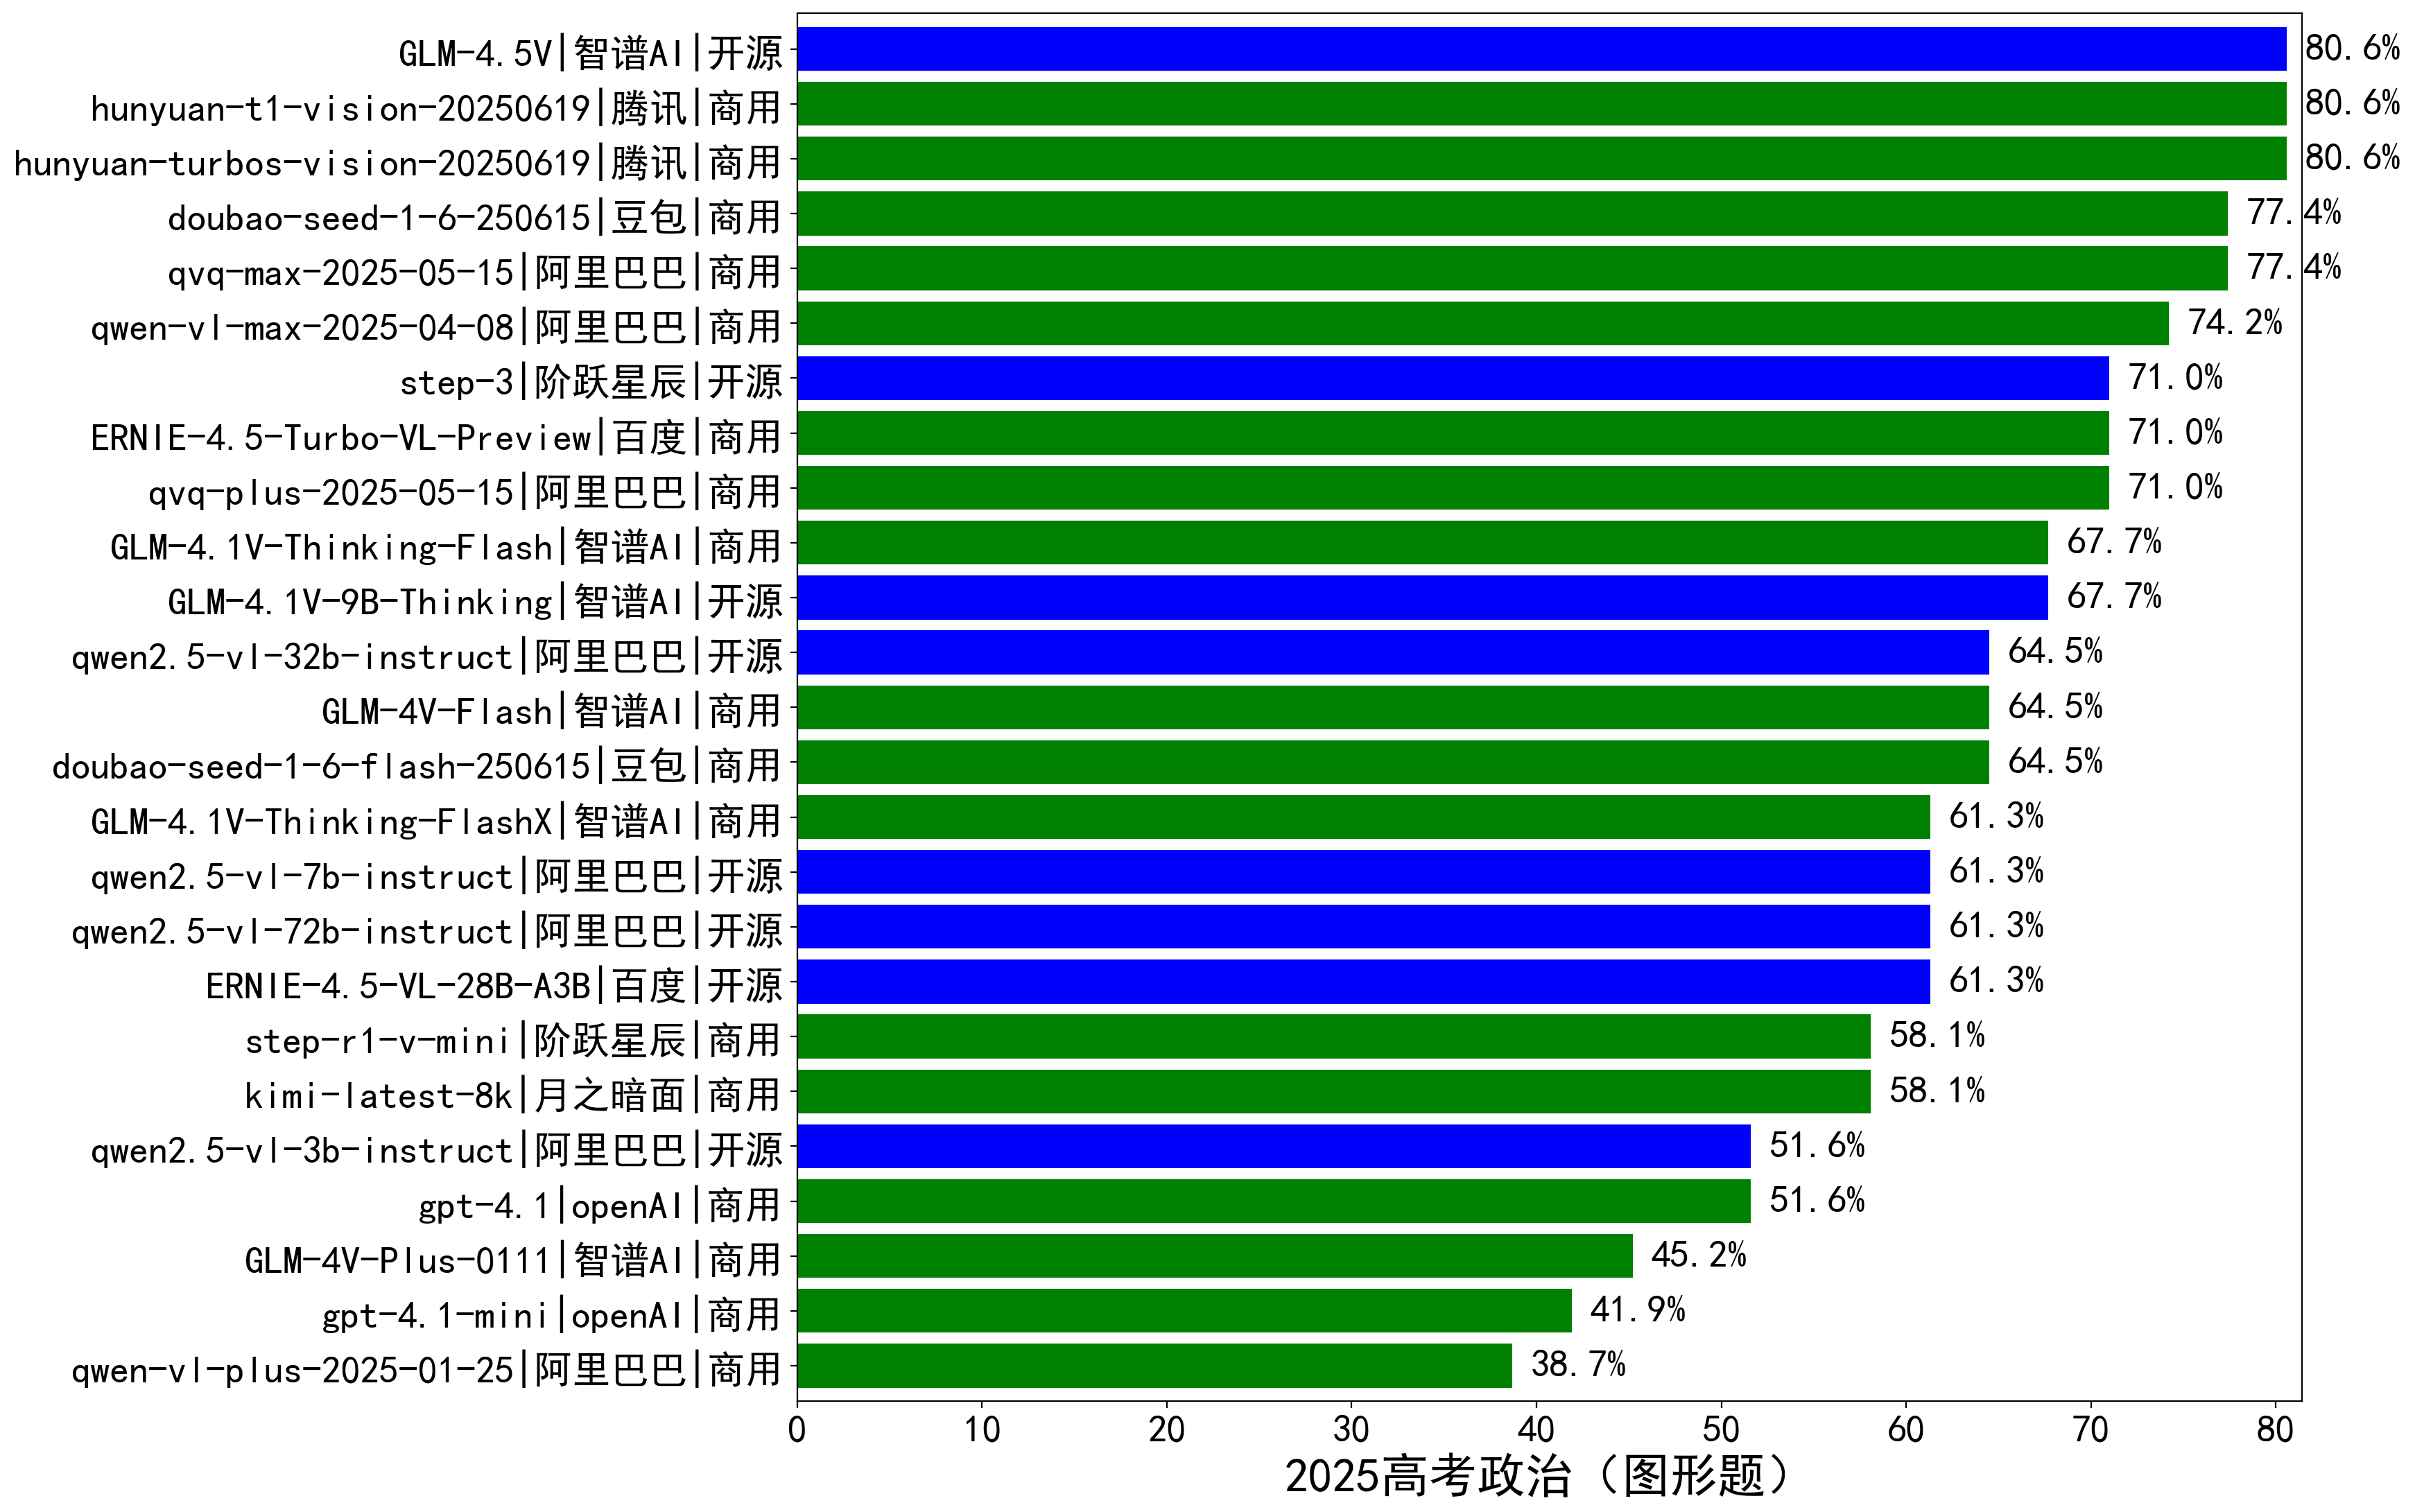 GLM-4.5V|智谱AI|开源 80.6%
hunyuan-t1-vision-20250619|腾讯|商用 80.6%
hunyuan-turbos-vision-20250619|腾讯|商用 80.6%
doubao-seed-1-6-250615|豆包|商用 77.4%
qvq-max-2025-05-15|阿里巴巴|商用 77.4%
qwen-vl-max-2025-04-08|阿里巴巴|商用 74.2%
step-3|阶跃星辰|开源 71.0%
ERNIE-4.5-Turbo-VL-Preview|百度|商用 71.0%
qvq-plus-2025-05-15|阿里巴巴|商用 71.0%
GLM-4.1V-Thinking-Flash|智谱AI|商用 67.7%
GLM-4.1V-9B-Thinking|智谱AI|开源 67.7%
qwen2.5-vl-32b-instruct|阿里巴巴|开源 64.5%
GLM-4V-Flash|智谱AI|商用 64.5%
doubao-seed-1-6-flash-250615|豆包|商用 64.5%
GLM-4.1V-Thinking-FlashX|智谱AI|商用 61.3%
qwen2.5-vl-7b-instruct|阿里巴巴|开源 61.3%
qwen2.5-vl-72b-instruct|阿里巴巴|开源 61.3%
ERNIE-4.5-VL-28B-A3B|百度|开源 61.3%
step-r1-v-mini|阶跃星辰|商用 58.1%
kimi-latest-8k|月之暗面|商用 58.1%
qwen2.5-vl-3b-instruct|阿里巴巴|开源 51.6%
gpt-4.1|openAI|商用 51.6%
GLM-4V-Plus-0111|智谱AI|商用 45.2%
gpt-4.1-mini|openAI|商用 41.9%
qwen-vl-plus-2025-01-25|阿里巴巴|商用 38.7%
0 10 20 30 40 50 60 70 80
2025高考政治（图形题）